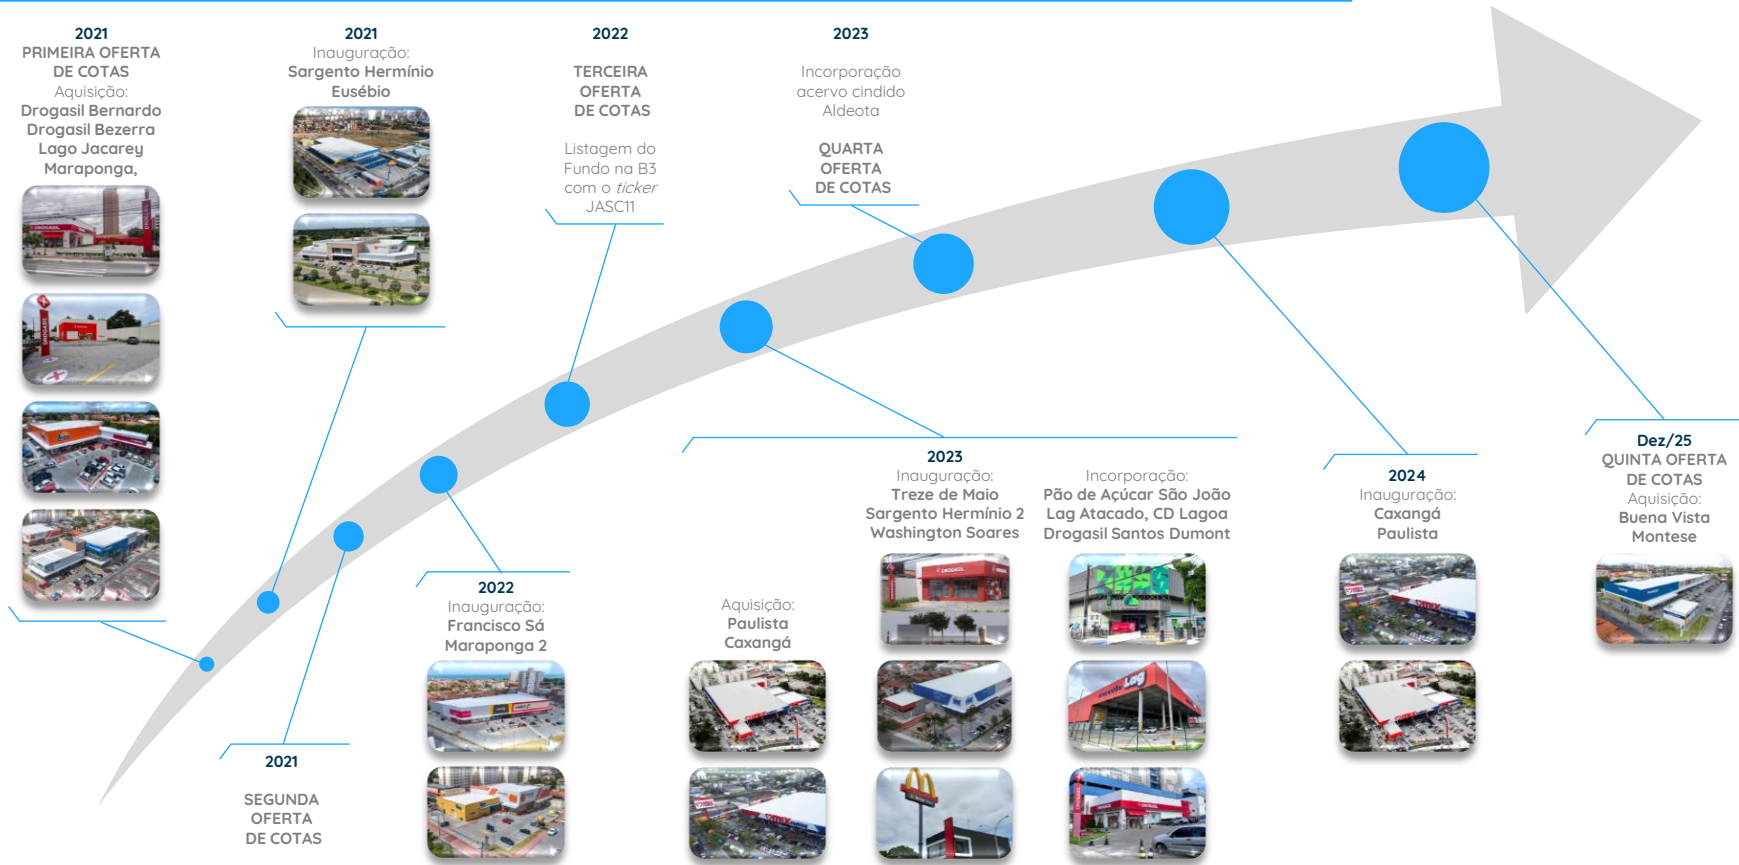 2021
PRIMEIRA OFERTA
DE COTAS
Aquisição:
Drogasil Bernardo
Drogasil Bezerra
Lago Jacarey
Maraponga,
2021
Inauguração:
Sargento Hermínio
Eusébio
2022
TERCEIRA
OFERTA
DE COTAS
Listagem do
Fundo na B3
com o ticker
JASC11
2023
Incorporação
acervo cindido
Aldeota
QUARTA
OFERTA
DE COTAS
2021
SEGUNDA
OFERTA
DE COTAS
2022
Inauguração:
Francisco Sá
Maraponga 2
Aquisição:
Paulista
Caxangá
2023
Inauguração:
Treze de Maio
Sargento Hermínio 2
Washington Soares
Incorporação:
Pão de Açúcar São João
Lag Atacado, CD Lagoa
Drogasil Santos Dumont
2024
Inauguração:
Caxangá
Paulista
Dez/25
QUINTA OFERTA
DE COTAS
Aquisição:
Buena Vista
Montese